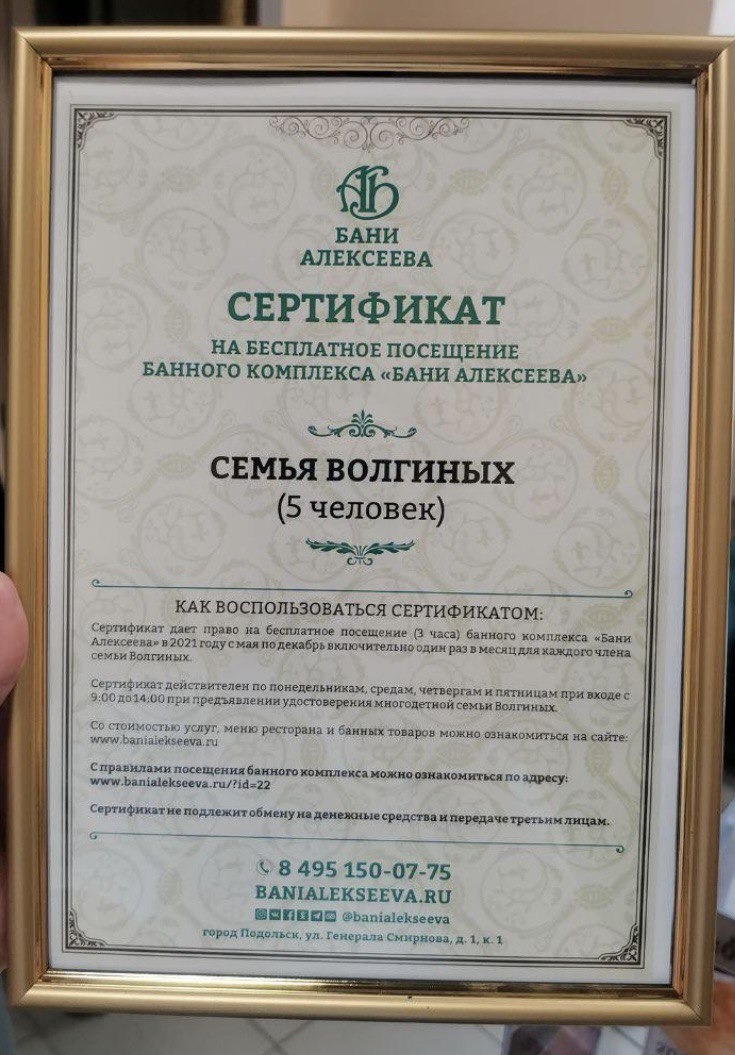 АБ
БАНИ
АЛЕКСЕЕВА
СЕРТИФИКАТ
НА БЕСПЛАТНОЕ ПОСЕЩЕНИЕ
БАННОГО КОМПЛЕКСА «БАНИ АЛЕКСЕЕВА»
СЕМЬЯ ВОЛГИНЫХ
(5 человек)
КАК ВОСПОЛЬЗОВАТЬСЯ СЕРТИФИКАТОМ:
Сертификат дает право на бесплатное посещение (3 часа) банного комплекса «Бани
Алексеева» в 2021 году с мая по декабрь включительно один раз в месяц для каждого члена
семьи Волгиных.
Сертификат действителен по понедельникам, средам, четвергам и пятницам при входе с
9:00 до 14:00 при предъявлении удостоверения многодетной семьи Волгиных.
Со стоимостью услуг, меню ресторана и банных товаров можно ознакомиться на сайте:
www.banialekseeva.ru
С правилами посещения банного комплекса можно ознакомиться по адресу:
www.banialekseeva.ru/?id=22
Сертификат не подлежит обмену на денежные средства и передаче третьим лицам.
8 495 150-07-75
BANIALEKSEEVA.RU
@banialekseeva
город Подольск, ул. Генерала Смирнова, д. 1, к. 1